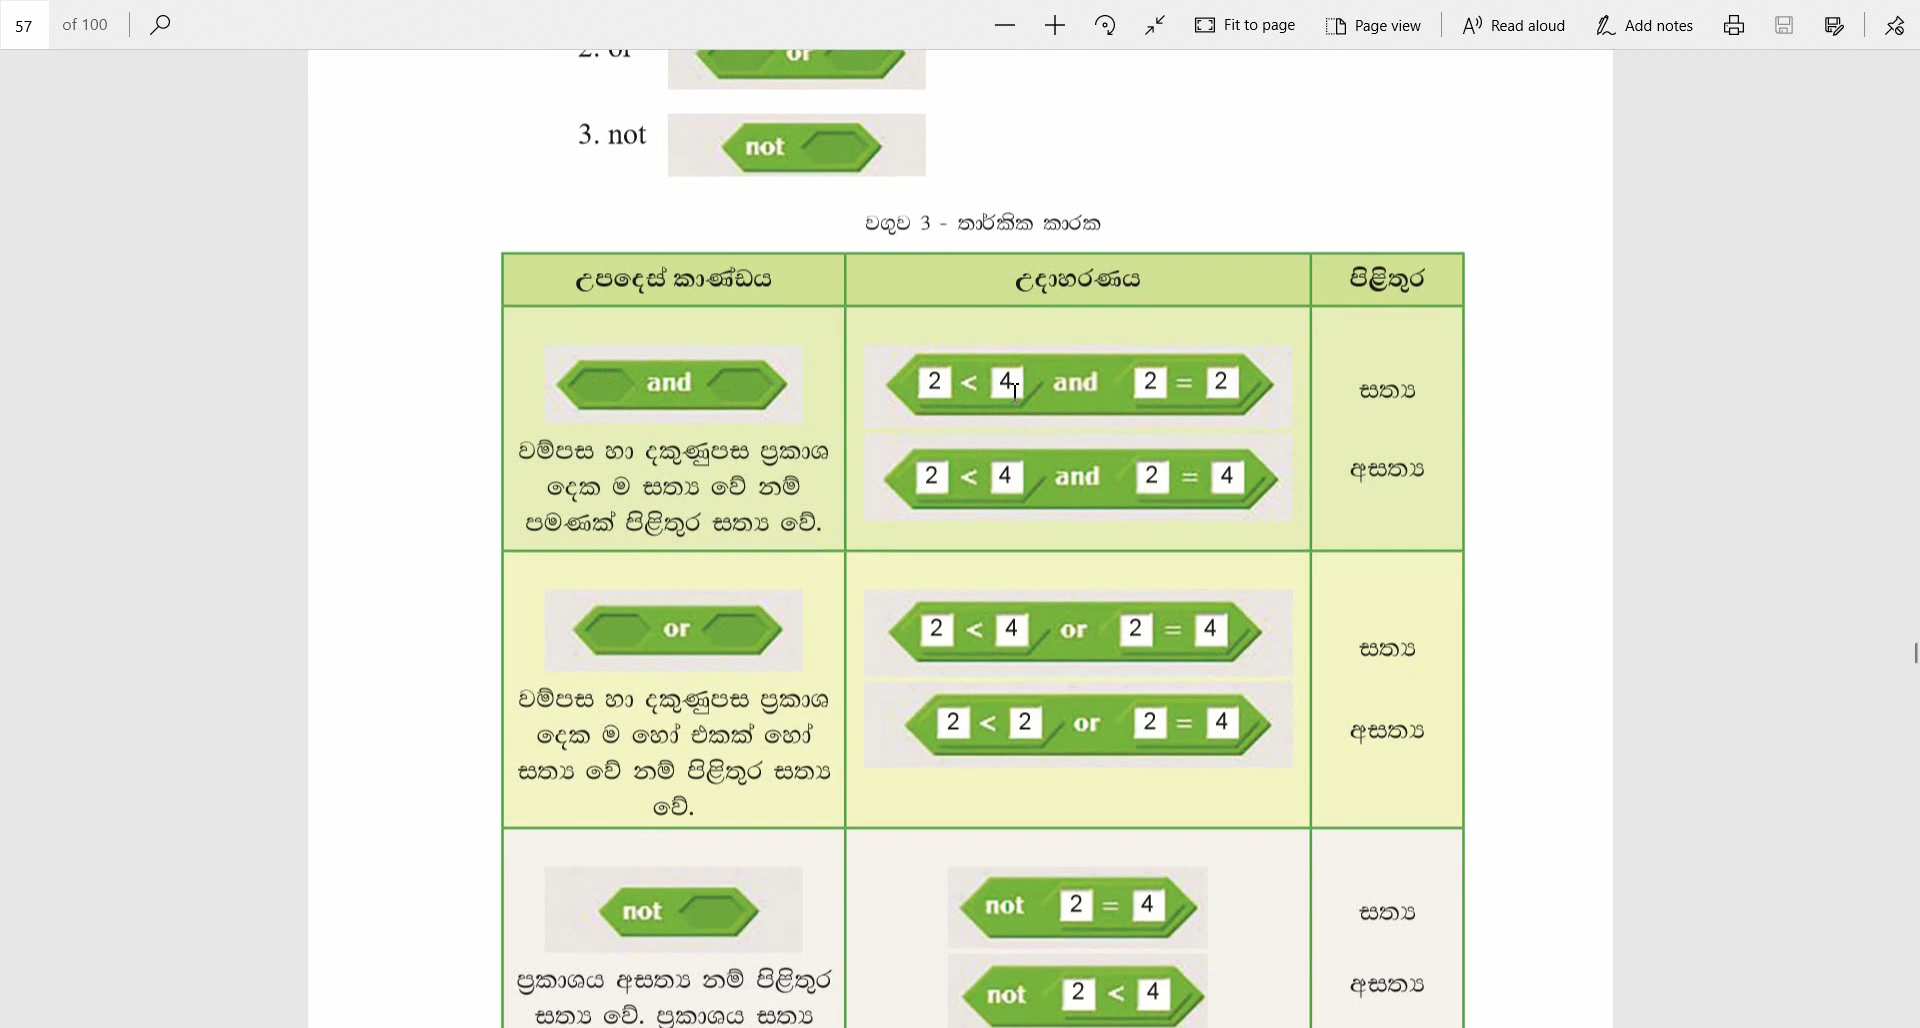 57 of 100 Fit to page Page view Read aloud Add notes
2. or or
3. not not
වගුව 3 - තාර්කික කාරක
උපදෙස් කාණ්ඩය උදාහරණය පිළිතුර
and 2 < 4 and 2 = 2 සත්‍ය
වම්පස හා දකුණුපස ප්‍රකාශ
දෙක ම සත්‍ය වේ නම්
පමණක් පිළිතුර සත්‍ය වේ.
2 < 4 and 2 = 4 අසත්‍ය
or 2 < 4 or 2 = 4 සත්‍ය
වම්පස හා දකුණුපස ප්‍රකාශ
දෙක ම හෝ එකක් හෝ
සත්‍ය වේ නම් පිළිතුර සත්‍ය
වේ.
2 < 2 or 2 = 4 අසත්‍ය
not not 2 = 4 සත්‍ය
ප්‍රකාශය අසත්‍ය නම් පිළිතුර
සත්‍ය වේ. ප්‍රකාශය සත්‍ය
not 2 < 4 අසත්‍ය